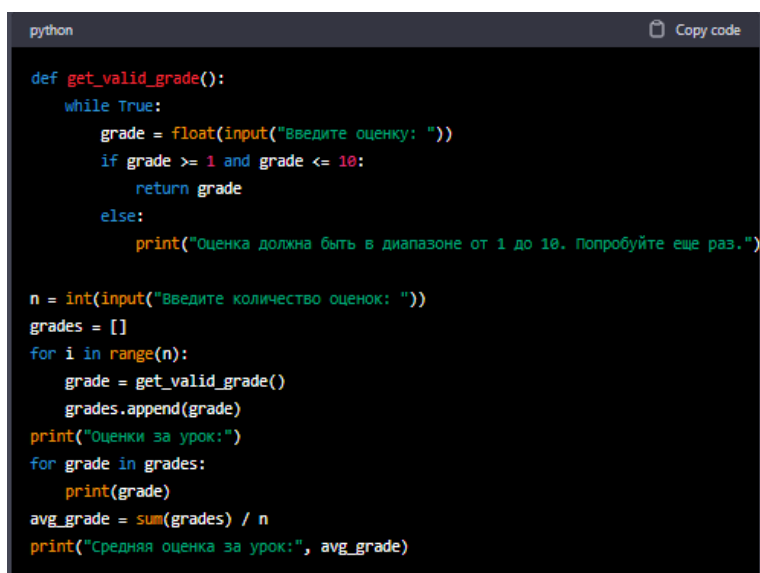 python Copy code
def get_valid_grade():
    while True:
        grade = float(input("Введите оценку: "))
        if grade >= 1 and grade <= 10:
            return grade
        else:
            print("Оценка должна быть в диапазоне от 1 до 10. Попробуйте еще раз.")
n = int(input("Введите количество оценок: "))
grades = []
for i in range(n):
    grade = get_valid_grade()
    grades.append(grade)
print("Оценки за урок:")
for grade in grades:
    print(grade)
avg_grade = sum(grades) / n
print("Средняя оценка за урок:", avg_grade)